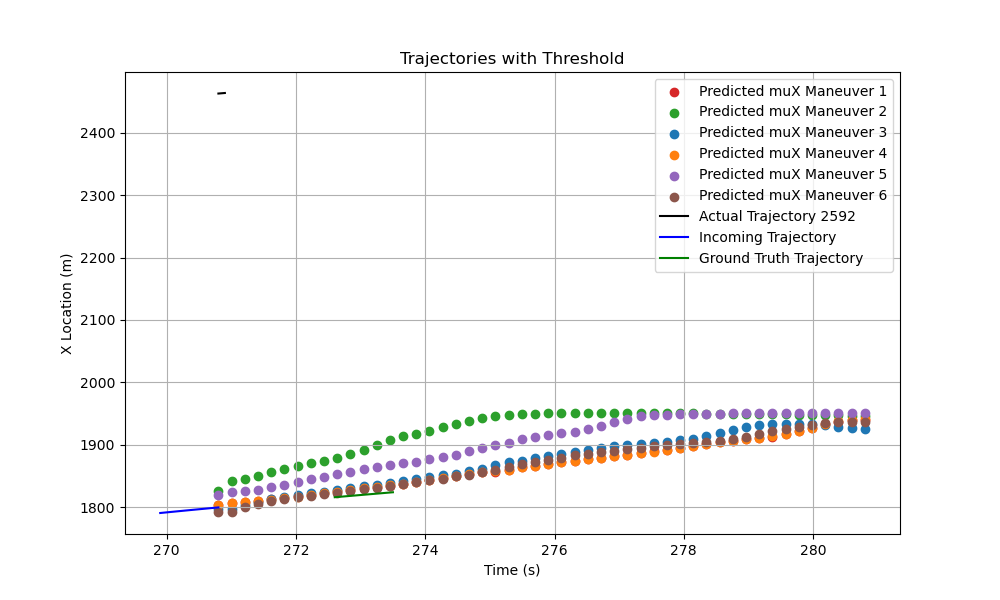 Trajectories with Threshold
Predicted muX Maneuver 1
Predicted muX Maneuver 2
Predicted muX Maneuver 3
Predicted muX Maneuver 4
Predicted muX Maneuver 5
Predicted muX Maneuver 6
Actual Trajectory 2592
Incoming Trajectory
Ground Truth Trajectory
X Location (m)
2400
2300
2200
2100
2000
1900
1800
270 272 274 276 278 280
Time (s)